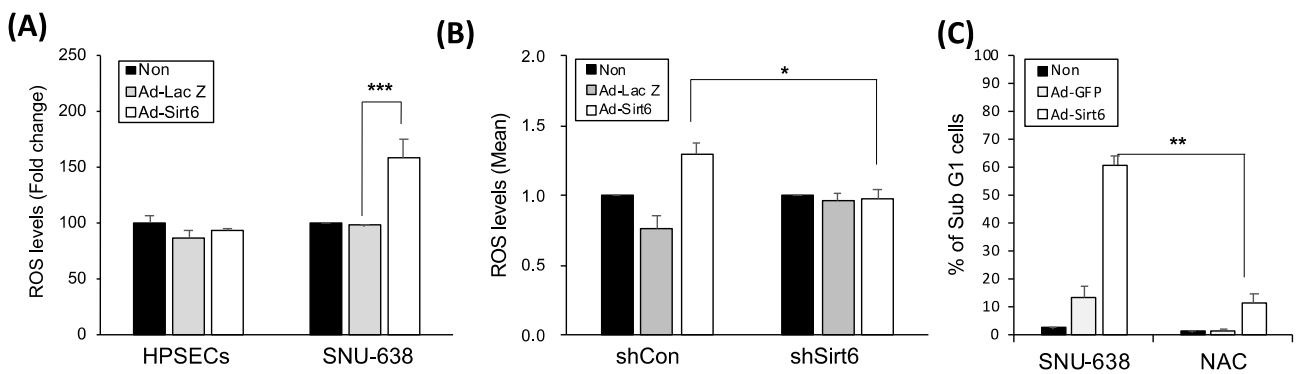 (A)
ROS levels (Fold change)
250
200
150
100
50
0
Non
Ad-Lac Z
Ad-Sirt6
***
HPSECs
SNU-638
(B)
ROS levels (Mean)
2.0
1.5
1.0
0.5
0.0
Non
Ad-Lac Z
Ad-Sirt6
*
shCon
shSirt6
(C)
% of Sub G1 cells
100
90
80
70
60
50
40
30
20
10
0
Non
Ad-GFP
Ad-Sirt6
**
SNU-638
NAC